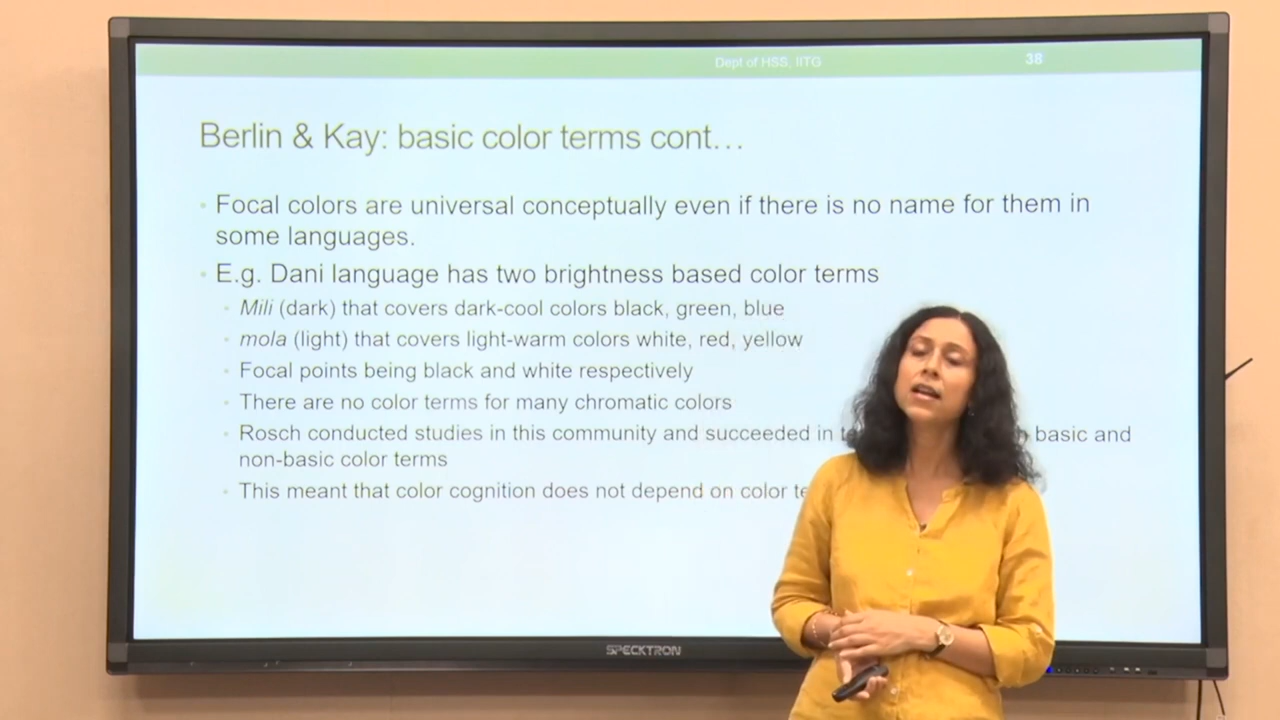 Dept of HSS, IITG 38
Berlin & Kay: basic color terms cont…
Focal colors are universal conceptually even if there is no name for them in
some languages.
E.g. Dani language has two brightness based color terms
Mili (dark) that covers dark-cool colors black, green, blue
mola (light) that covers light-warm colors white, red, yellow
Focal points being black and white respectively
There are no color terms for many chromatic colors
Rosch conducted studies in this community and succeeded in basic and
non-basic color terms
This meant that color cognition does not depend on color
SPECKTRON